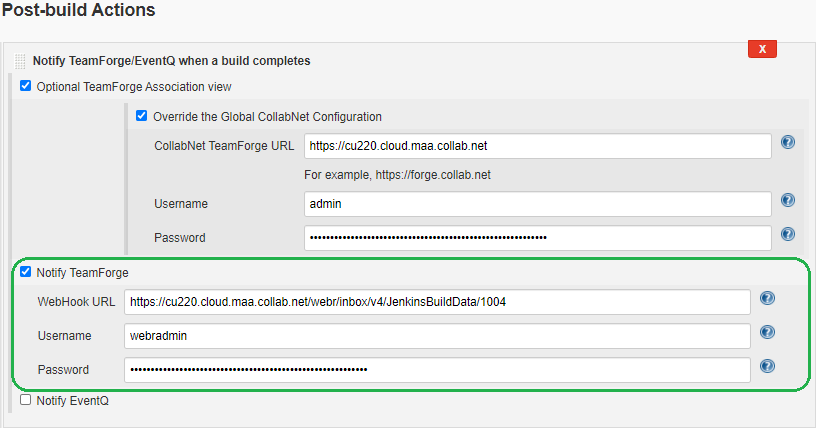 Post-build Actions
Notify TeamForge/EventQ when a build completes
X
Optional TeamForge Association view
Override the Global CollabNet Configuration
CollabNet TeamForge URL https://cu220.cloud.maa.collab.net
For example, https://forge.collab.net
Username admin
Password ••••••••••••••••••••••••••••••••••••••••••••••••••••••••••
Notify TeamForge
WebHook URL https://cu220.cloud.maa.collab.net/webr/inbox/v4/JenkinsBuildData/1004
Username webradmin
Password ••••••••••••••••••••••••••••••••••••••••••••••••••••••••••
Notify EventQ